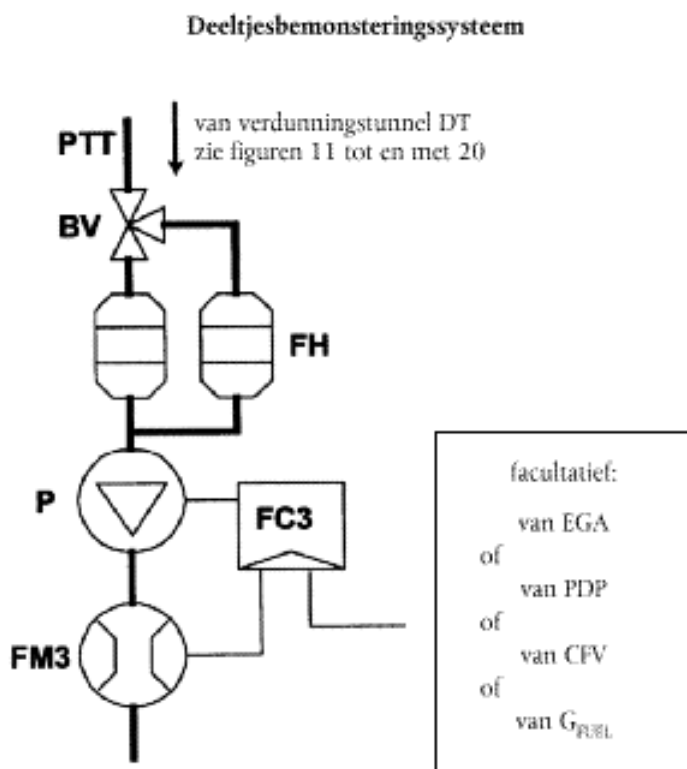 Deeltjesbemonsteringssysteem
van verdunningstunnel DT
zie figuren 11 tot en met 20
PTT
BV
FH
P
FC3
FM3
facultatief:
van EGA
of
van PDP
of
van CFV
of
van G_FUEL